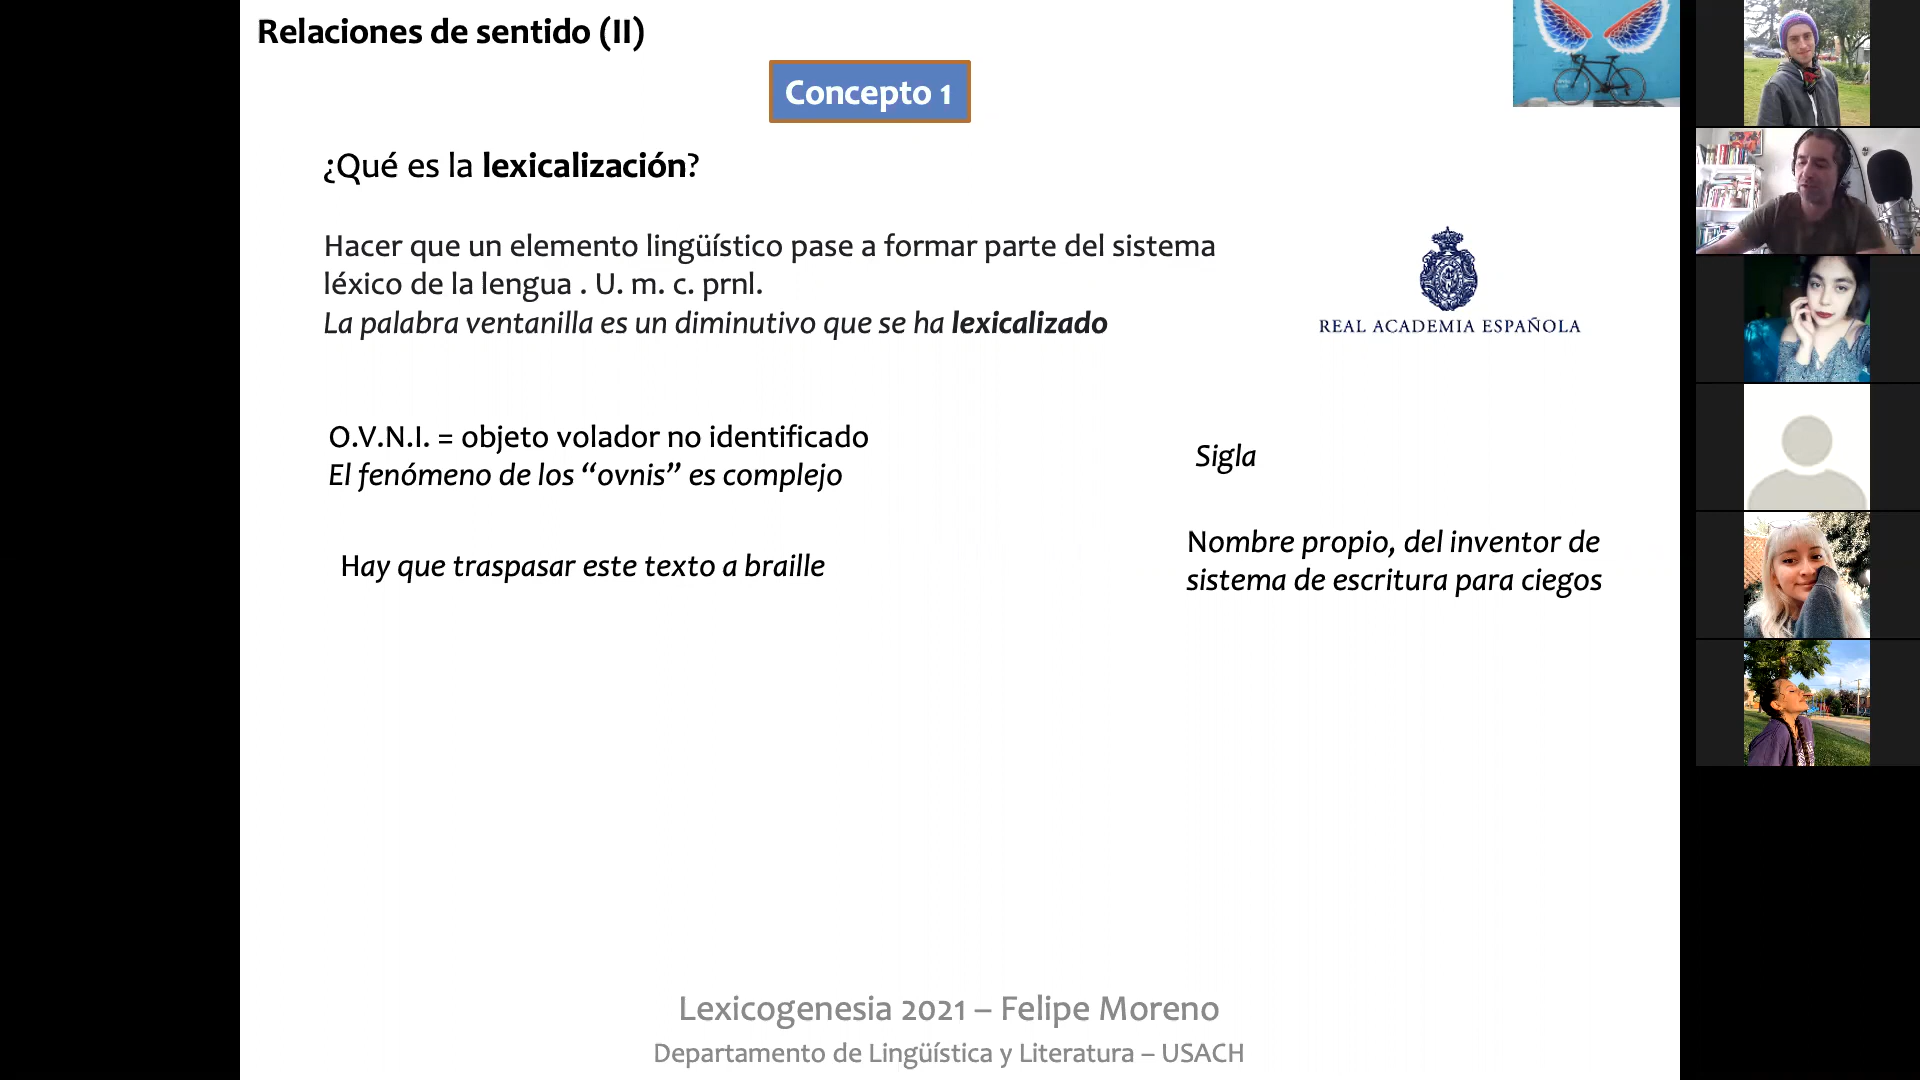 Relaciones de sentido (II)
Concepto 1
¿Qué es la lexicalización?
Hacer que un elemento lingüístico pase a formar parte del sistema
léxico de la lengua . U. m. c. prnl.
La palabra ventanilla es un diminutivo que se ha lexicalizado
REAL ACADEMIA ESPAÑOLA
O.V.N.I. = objeto volador no identificado
El fenómeno de los “ovnis” es complejo
Sigla
Hay que traspasar este texto a braille
Nombre propio, del inventor de
sistema de escritura para ciegos
Lexicogenesia 2021 – Felipe Moreno
Departamento de Lingüística y Literatura – USACH